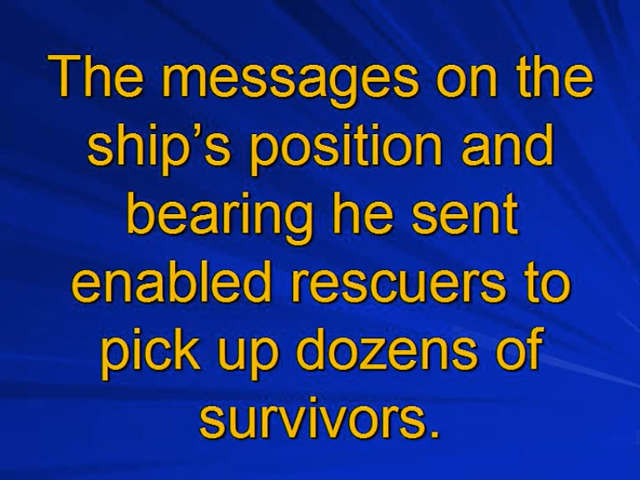 The messages on the
ship’s position and
bearing he sent
enabled rescuers to
pick up dozens of
survivors.